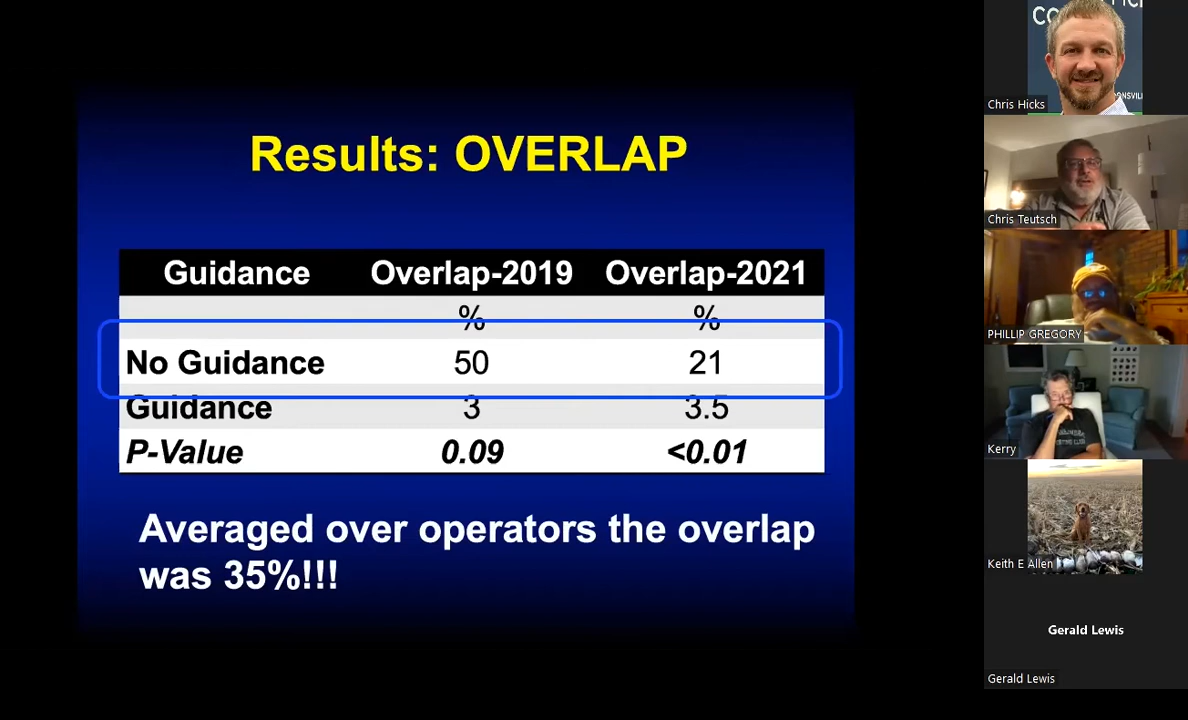 Results: OVERLAP
Guidance Overlap-2019 Overlap-2021
% %
No Guidance 50 21
Guidance 3 3.5
P-Value 0.09 <0.01
Averaged over operators the overlap
was 35%!!!
Chris Hicks
Chris Teutsch
PHILLIP GREGORY
Kerry
Keith E Allen
Gerald Lewis
Gerald Lewis